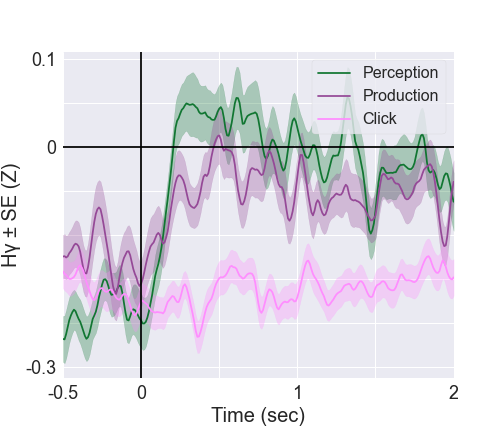 0.1
0
-0.3
Hγ ± SE (Z)
Perception
Production
Click
-0.5
0
1
2
Time (sec)